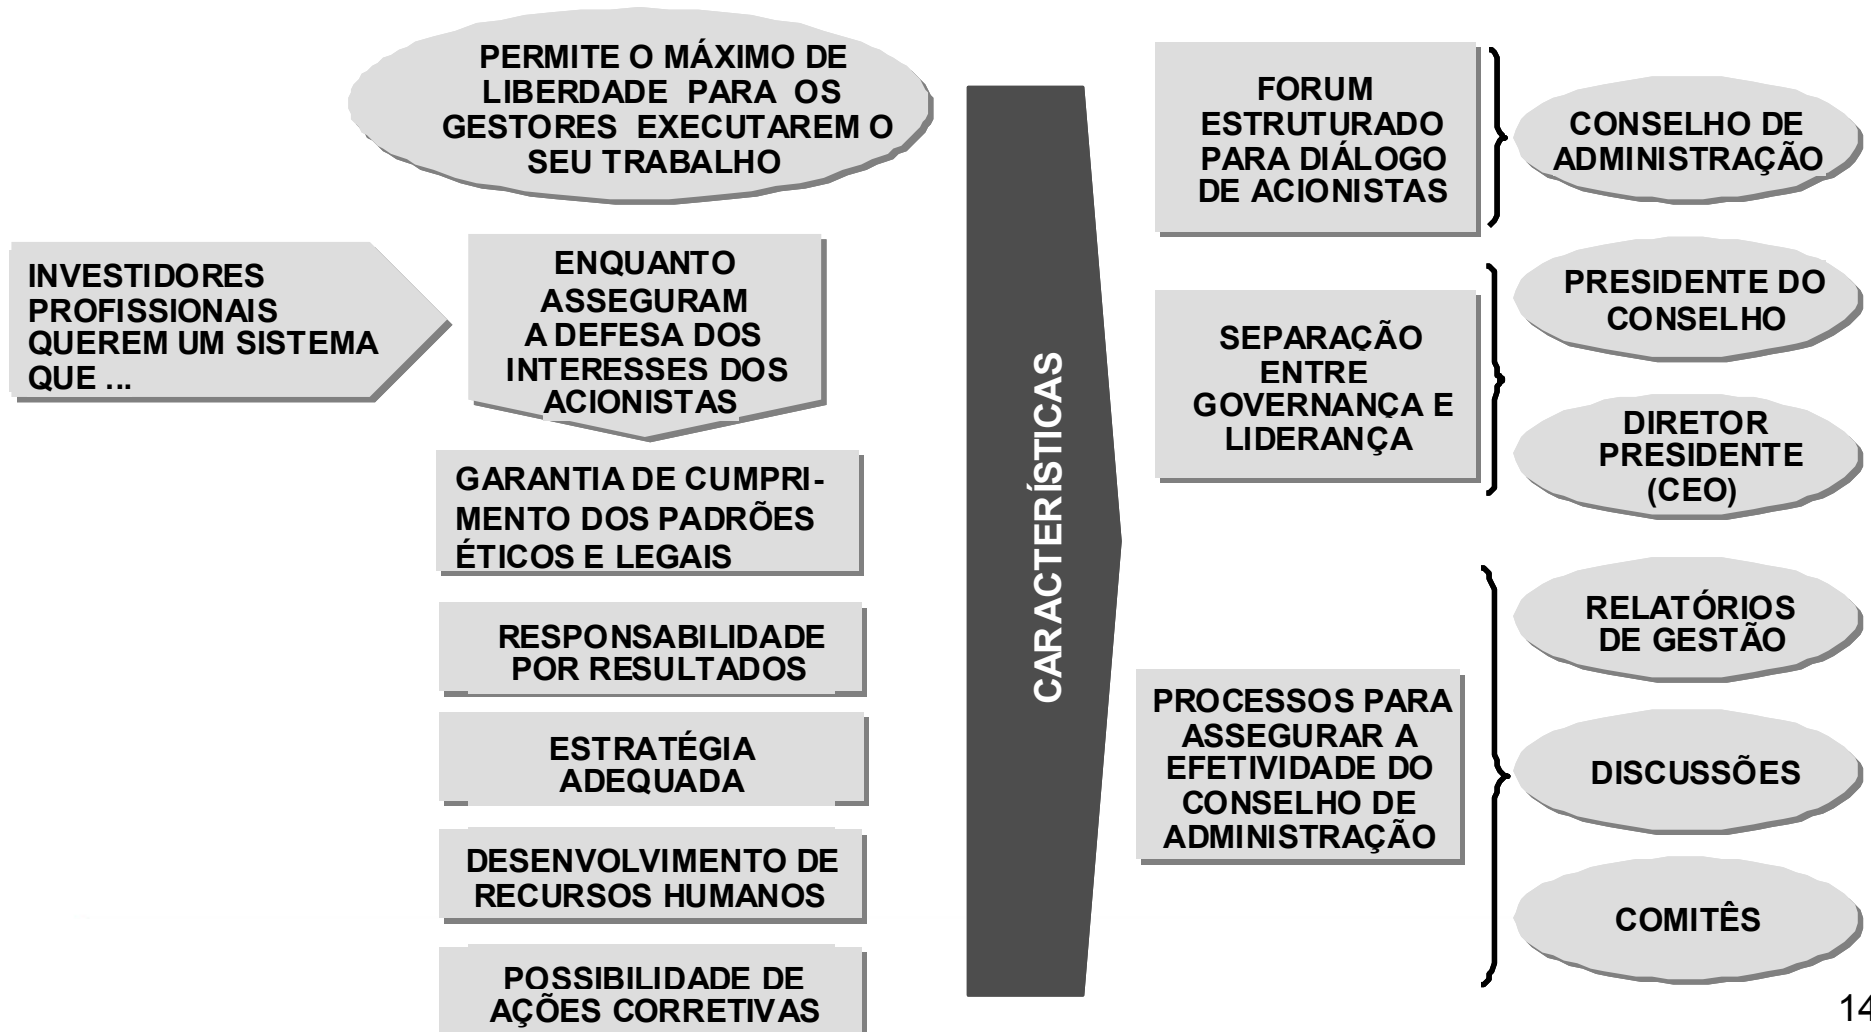 PERMITE O MÁXIMO DE
LIBERDADE PARA OS
GESTORES EXECUTAREM O
SEU TRABALHO
INVESTIDORES
PROFISSIONAIS
QUEREM UM SISTEMA
QUE ...
ENQUANTO
ASSEGURAM
A DEFESA DOS
INTERESSES DOS
ACIONISTAS
GARANTIA DE CUMPRI-
MENTO DOS PADRÕES
ÉTICOS E LEGAIS
RESPONSABILIDADE
POR RESULTADOS
ESTRATÉGIA
ADEQUADA
DESENVOLVIMENTO DE
RECURSOS HUMANOS
POSSIBILIDADE DE
AÇÕES CORRETIVAS
CARACTERÍSTICAS
FORUM
ESTRUTURADO
PARA DIÁLOGO
DE ACIONISTAS
CONSELHO DE
ADMINISTRAÇÃO
SEPARAÇÃO
ENTRE
GOVERNANÇA E
LIDERANÇA
PRESIDENTE DO
CONSELHO
DIRETOR
PRESIDENTE
(CEO)
PROCESSOS PARA
ASSEGURAR A
EFETIVIDADE DO
CONSELHO DE
ADMINISTRAÇÃO
RELATÓRIOS
DE GESTÃO
DISCUSSÕES
COMITÊS
14